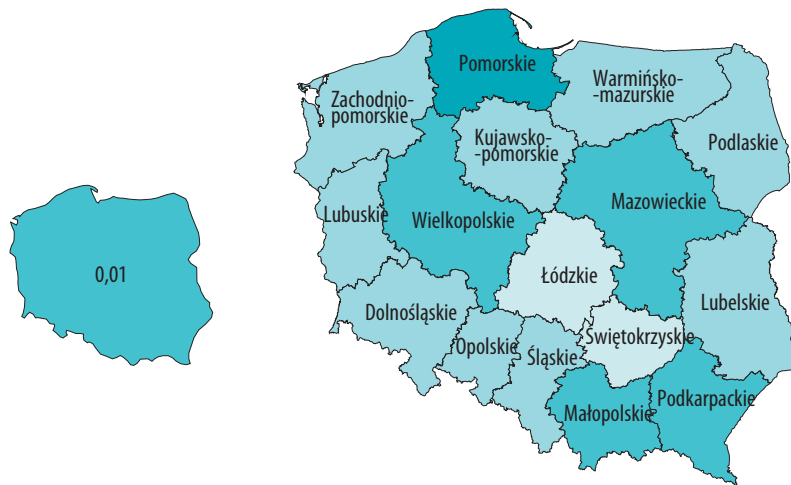 Pomorskie
Warmińsko-
-mazurskie
Zachodnio-
pomorskie
Kujawsko-
-pomorskie
Podlaskie
Lubuskie
Wielkopolskie
Mazowieckie
0,01
Łódzkie
Lubelskie
Dolnośląskie
Opolskie
Śląskie
Świętokrzyskie
Małopolskie
Podkarpackie